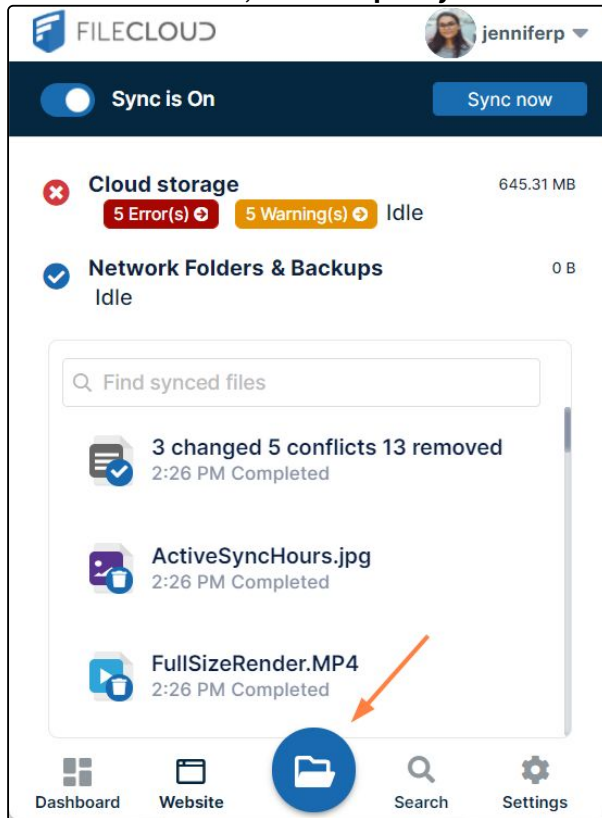 FILECLOUD
jenniferp
Sync is On
Sync now
Cloud storage
645.31 MB
5 Error(s)
5 Warning(s)
Idle
Network Folders & Backups
0 B
Idle
Find synced files
3 changed 5 conflicts 13 removed
2:26 PM Completed
ActiveSyncHours.jpg
2:26 PM Completed
FullSizeRender.MP4
2:26 PM Completed
Dashboard
Website
Search
Settings